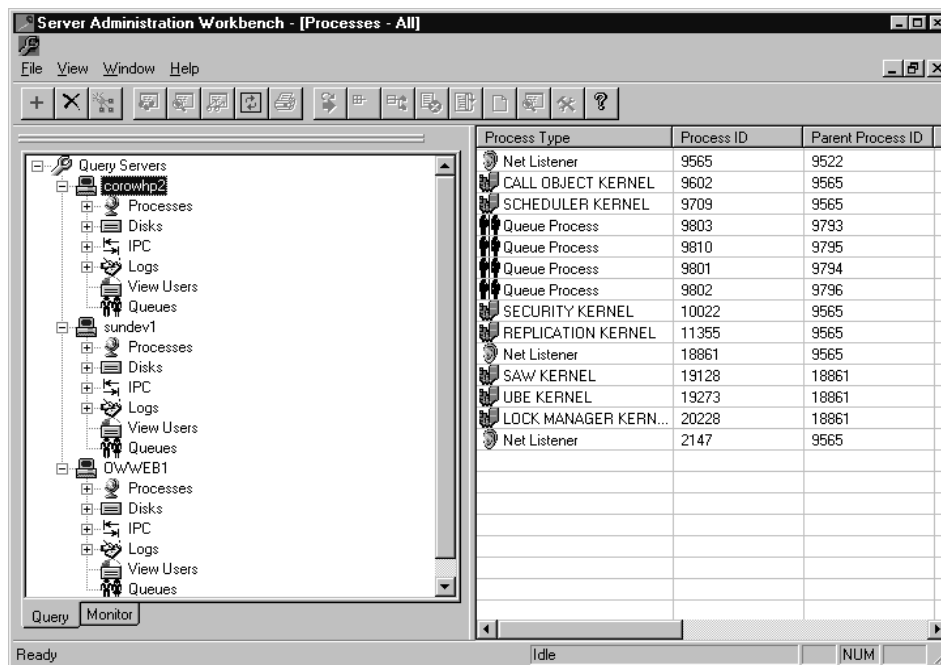 Server Administration Workbench - [Processes - All]
File View Window Help
Query Servers
corowhp2
Processes
Disks
IPC
Logs
View Users
Queues
sundev1
Processes
Disks
IPC
Logs
View Users
Queues
OWWEB1
Processes
Disks
IPC
Logs
View Users
Queues
Query Monitor
Process Type Process ID Parent Process ID
Net Listener 9565 9522
CALL OBJECT KERNEL 9602 9565
SCHEDULER KERNEL 9709 9565
Queue Process 9803 9793
Queue Process 9810 9795
Queue Process 9801 9794
Queue Process 9802 9796
SECURITY KERNEL 10022 9565
REPLICATION KERNEL 11355 9565
Net Listener 18861 9565
SAW KERNEL 19128 18861
UBE KERNEL 19273 18861
LOCK MANAGER KERN... 20228 18861
Net Listener 2147 9565
Ready Idle NUM